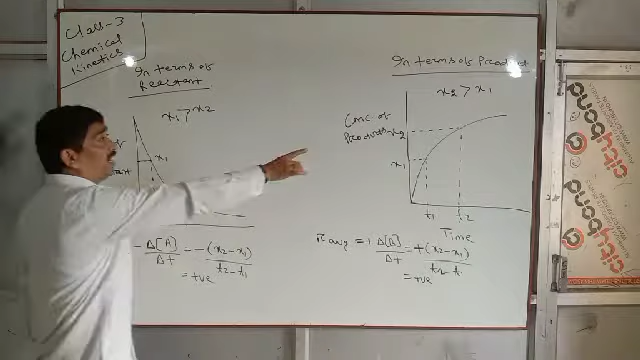 Class-3
Chemical
Kinetics
In terms of
Reactant
x₁ > x₂
x₁
- Δ[A] / Δt = - (x₂-x₁) / t₂-t₁
= +ve
In terms of Product
x₂ > x₁
Conc. of
Product
x₂
x₁
t₁ t₂
Time
r avg = + Δ[B] / Δt = +(x₂-x₁) / t₂-t₁
= +ve
citybond
citybond